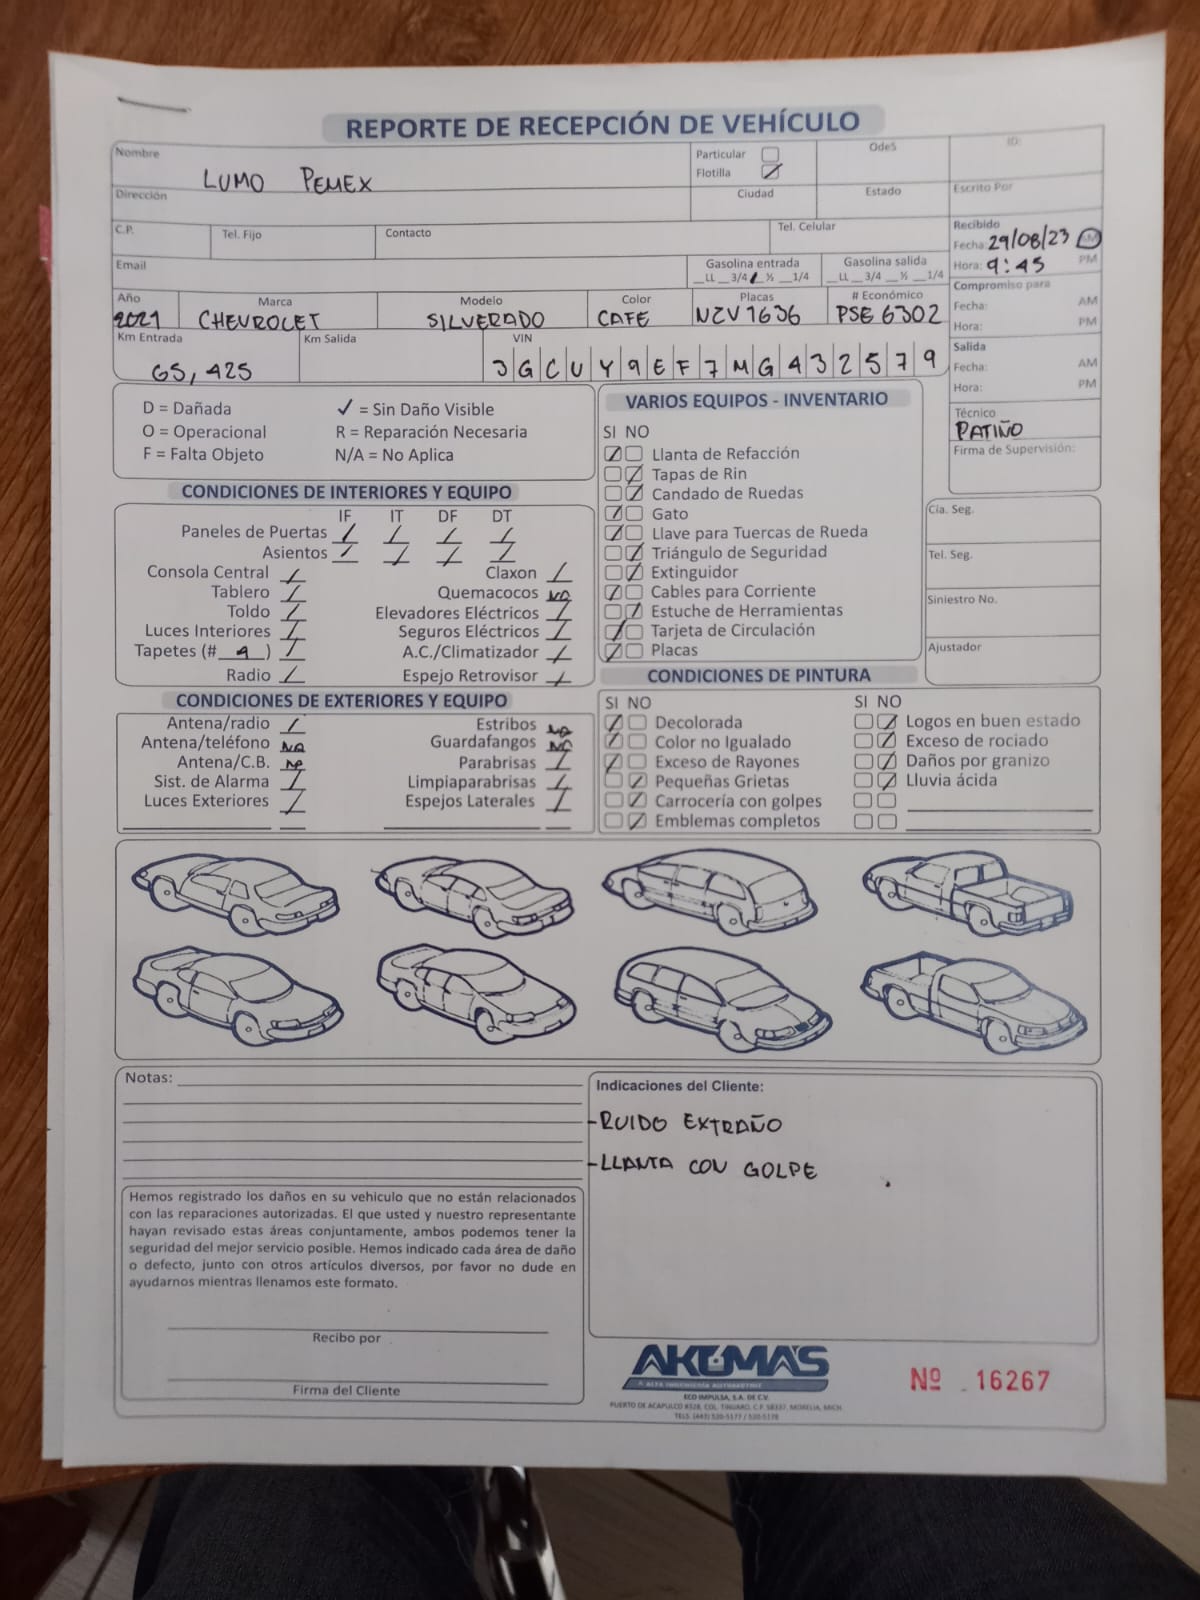 REPORTE DE RECEPCIÓN DE VEHÍCULO
Nombre LUMO PEMEX
Particular
Flotilla
OdeS
ID:
Dirección
Ciudad
Estado
Escrito Por
C.P.
Tel. Fijo
Contacto
Tel. Celular
Recibido
Fecha: 29/08/23 AM
Hora: 9:45 PM
Email
Gasolina entrada
__LL __3/4 __½ __1/4
Gasolina salida
__LL __3/4 __½ __1/4
Compromiso para
Fecha: AM
Hora: PM
Año 2021
Marca CHEVROLET
Modelo SILVERADO
Color CAFE
Placas NZV1636
# Económico PSE 6302
Km Entrada 65,425
Km Salida
VIN 3GCUY9EF7MG432579
Salida
Fecha: AM
Hora: PM
D = Dañada ✓ = Sin Daño Visible
O = Operacional R = Reparación Necesaria
F = Falta Objeto N/A = No Aplica
Técnico
PATIÑO
Firma de Supervisión:
CONDICIONES DE INTERIORES Y EQUIPO
IF IT DF DT
Paneles de Puertas
Asientos
Consola Central Claxon
Tablero Quemacocos NA
Toldo Elevadores Eléctricos
Luces Interiores Seguros Eléctricos
Tapetes (# 4 ) A.C./Climatizador
Radio Espejo Retrovisor
VARIOS EQUIPOS - INVENTARIO
SI NO
Llanta de Refacción
Tapas de Rin
Candado de Ruedas
Gato
Llave para Tuercas de Rueda
Triángulo de Seguridad
Extinguidor
Cables para Corriente
Estuche de Herramientas
Tarjeta de Circulación
Placas
Cía. Seg.
Tel. Seg.
Siniestro No.
Ajustador
CONDICIONES DE EXTERIORES Y EQUIPO
Antena/radio Estribos NA
Antena/teléfono NA Guardafangos NA
Antena/C.B. NA Parabrisas
Sist. de Alarma Limpiaparabrisas
Luces Exteriores Espejos Laterales
CONDICIONES DE PINTURA
SI NO SI NO
Decolorada Logos en buen estado
Color no Igualado Exceso de rociado
Exceso de Rayones Daños por granizo
Pequeñas Grietas Lluvia ácida
Carrocería con golpes
Emblemas completos
Notas:
Indicaciones del Cliente:
-RUIDO EXTRAÑO
-LLANTA CON GOLPE
Hemos registrado los daños en su vehiculo que no están relacionados
con las reparaciones autorizadas. El que usted y nuestro representante
hayan revisado estas áreas conjuntamente, ambos podemos tener la
seguridad del mejor servicio posible. Hemos indicado cada área de daño
o defecto, junto con otros artículos diversos, por favor no dude en
ayudarnos mientras llenamos este formato.
Recibo por
Firma del Cliente
AKEMAS
ALTA INGENIERÍA AUTOMOTRIZ
ECO IMPULSA, S.A. DE C.V.
PUERTO DE ACAPULCO #328, COL. TINIJARO, C.P. 58337, MORELIA, MICH.
TELS. (443) 520-5177 / 520-5178
Nº 16267